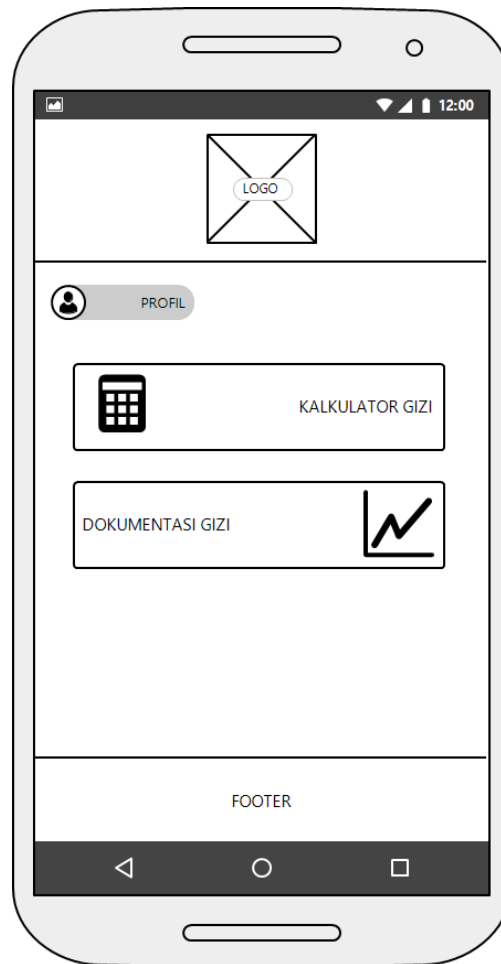 12:00
LOGO
PROFIL
KALKULATOR GIZI
DOKUMENTASI GIZI
FOOTER